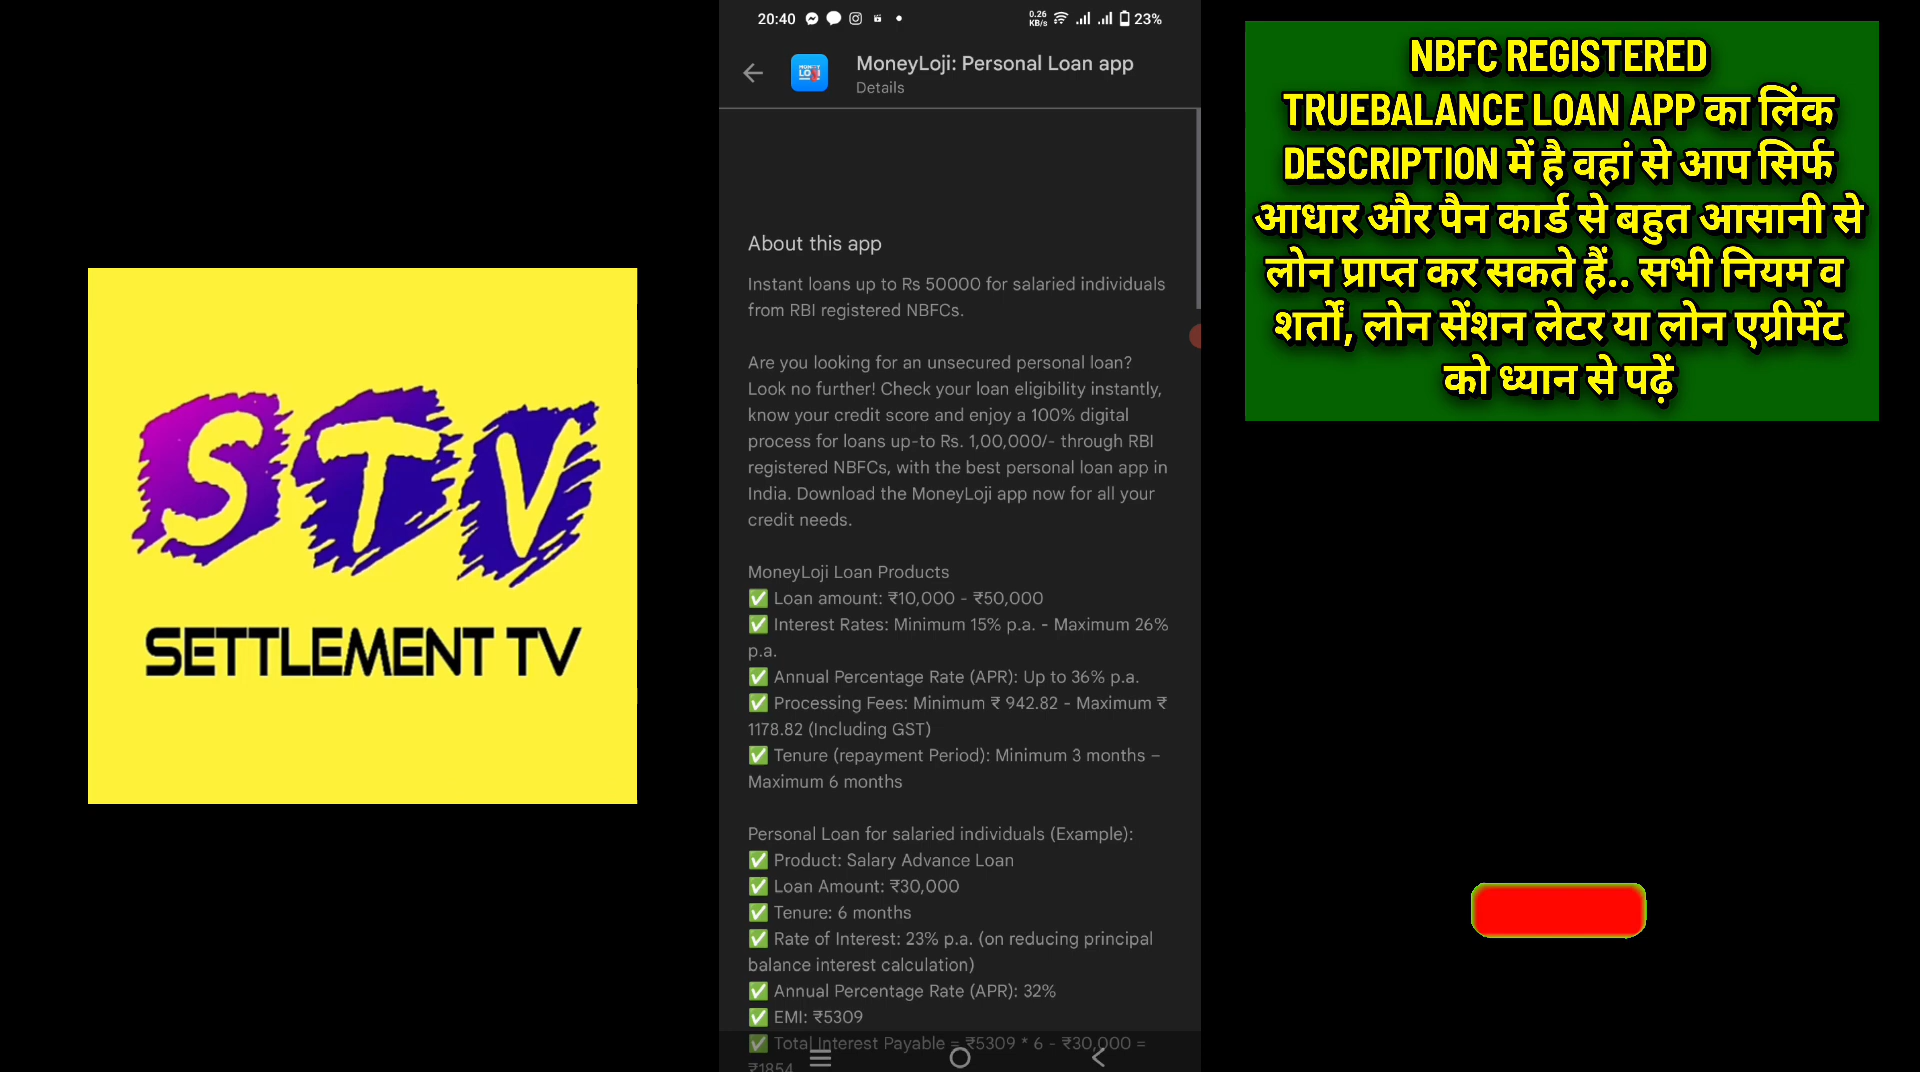 STV
SETTLEMENT TV
20:40
0.26
KB/s
23%
MoneyLoji: Personal Loan app
Details
About this app
Instant loans up to Rs 50000 for salaried individuals
from RBI registered NBFCs.
Are you looking for an unsecured personal loan?
Look no further! Check your loan eligibility instantly,
know your credit score and enjoy a 100% digital
process for loans up-to Rs. 1,00,000/- through RBI
registered NBFCs, with the best personal loan app in
India. Download the MoneyLoji app now for all your
credit needs.
MoneyLoji Loan Products
✅ Loan amount: ₹10,000 - ₹50,000
✅ Interest Rates: Minimum 15% p.a. - Maximum 26%
p.a.
✅ Annual Percentage Rate (APR): Up to 36% p.a.
✅ Processing Fees: Minimum ₹ 942.82 - Maximum ₹
1178.82 (Including GST)
✅ Tenure (repayment Period): Minimum 3 months –
Maximum 6 months
Personal Loan for salaried individuals (Example):
✅ Product: Salary Advance Loan
✅ Loan Amount: ₹30,000
✅ Tenure: 6 months
✅ Rate of Interest: 23% p.a. (on reducing principal
balance interest calculation)
✅ Annual Percentage Rate (APR): 32%
✅ EMI: ₹5309
✅ Total Interest Payable = ₹5309 * 6 - ₹30,000 =
₹1854
NBFC REGISTERED
TRUEBALANCE LOAN APP का लिंक
DESCRIPTION में है वहां से आप सिर्फ
आधार और पैन कार्ड से बहुत आसानी से
लोन प्राप्त कर सकते हैं.. सभी नियम व
शर्तों, लोन सेंशन लेटर या लोन एग्रीमेंट
को ध्यान से पढ़ें